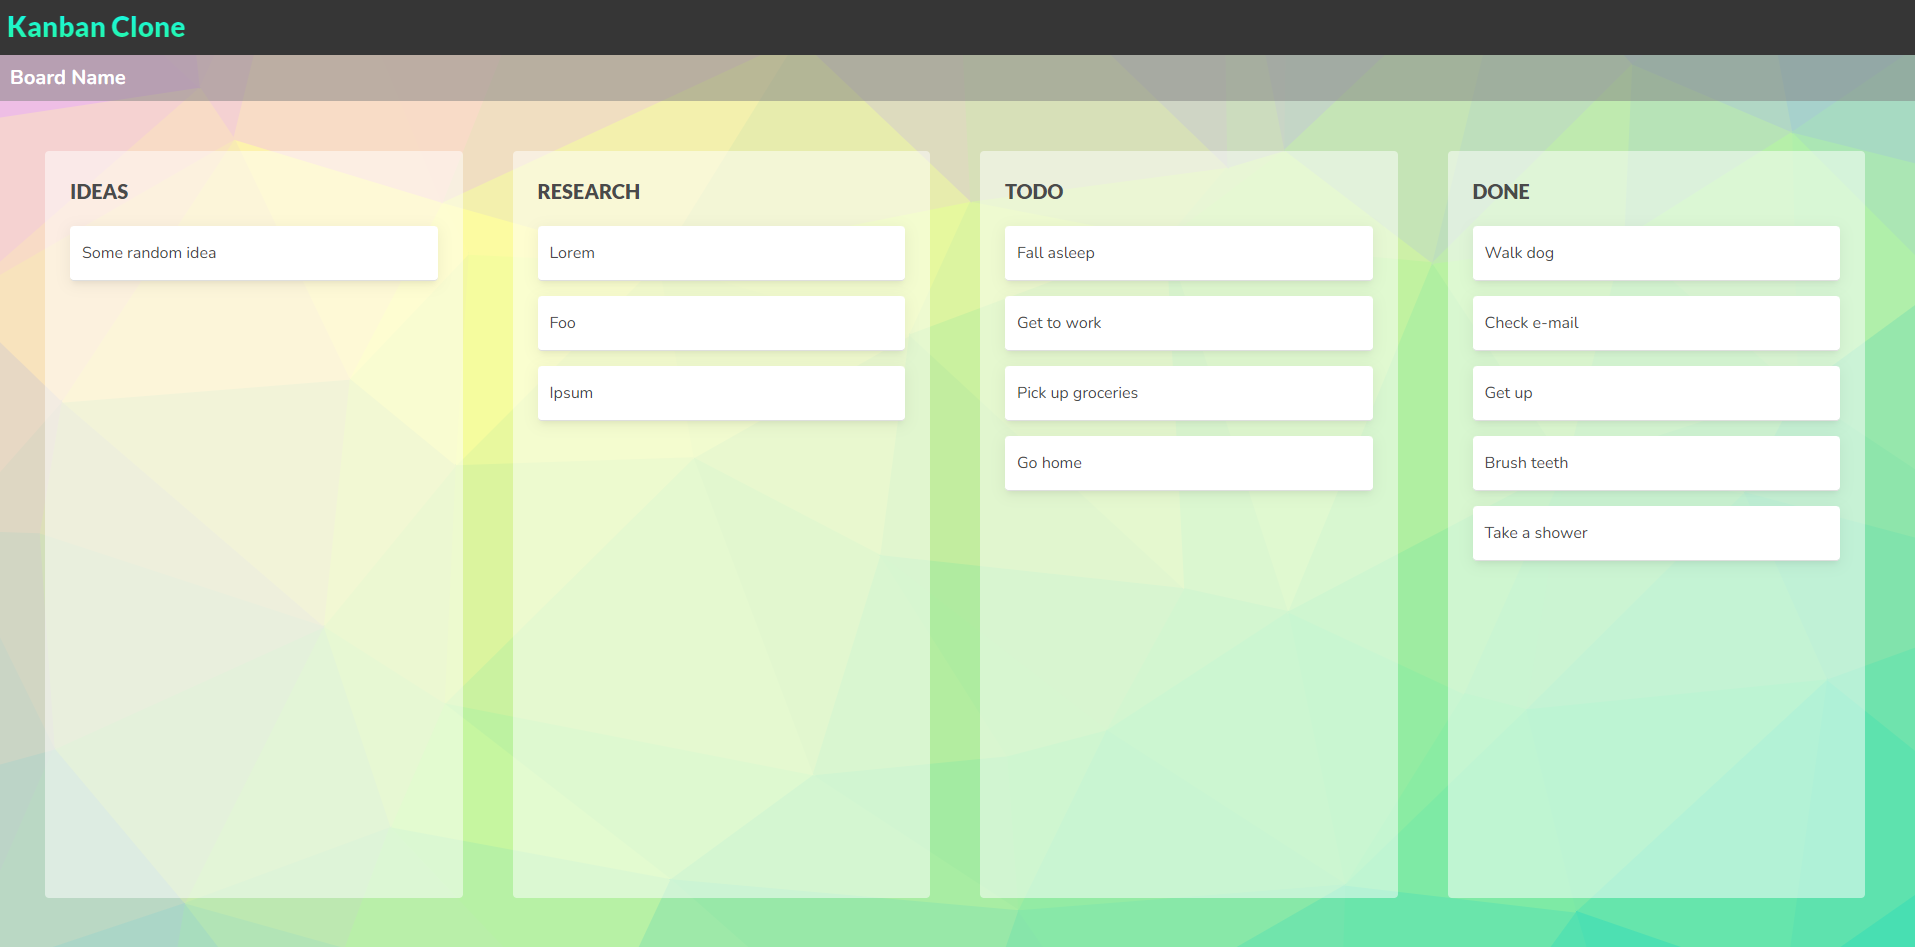 Kanban Clone
Board Name
IDEAS
Some random idea
RESEARCH
Lorem
Foo
Ipsum
TODO
Fall asleep
Get to work
Pick up groceries
Go home
DONE
Walk dog
Check e-mail
Get up
Brush teeth
Take a shower